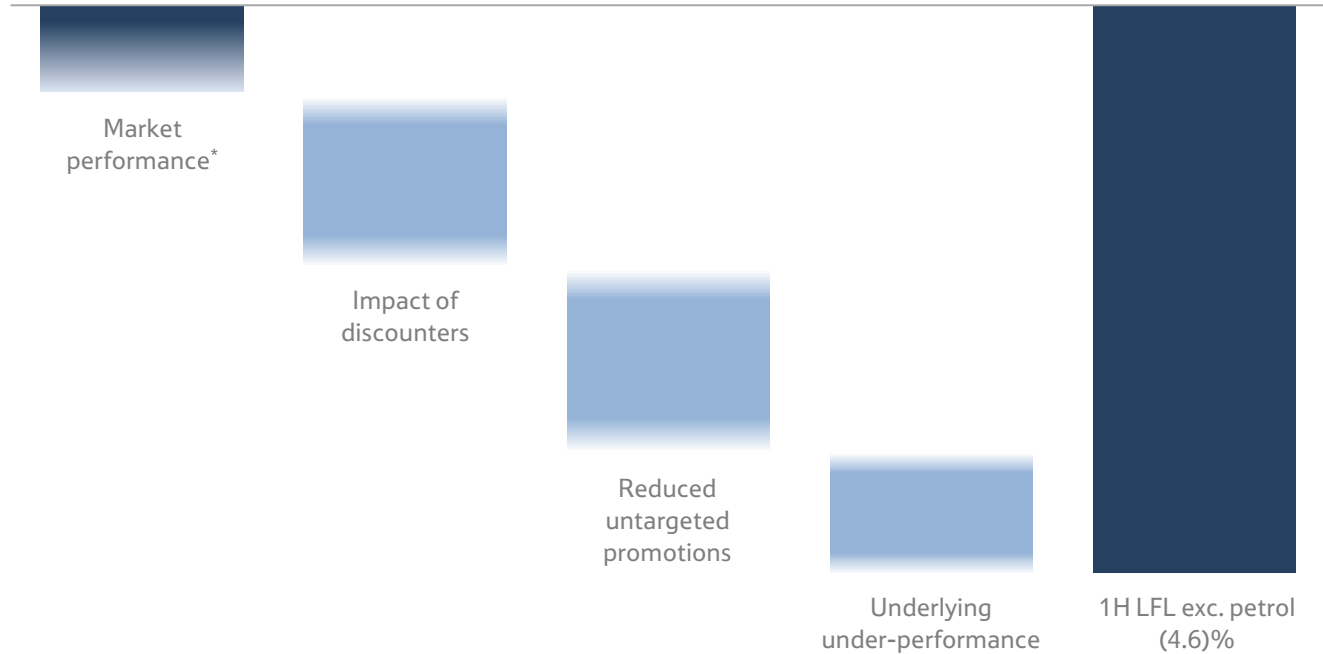 Market
performance*
Impact of
discounters
Reduced
untargeted
promotions
Underlying
under-performance
1H LFL exc. petrol
(4.6)%